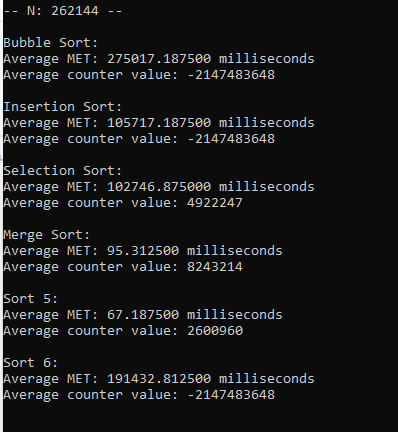 -- N: 262144 --
Bubble Sort:
Average MET: 275017.187500 milliseconds
Average counter value: -2147483648
Insertion Sort:
Average MET: 105717.187500 milliseconds
Average counter value: -2147483648
Selection Sort:
Average MET: 102746.875000 milliseconds
Average counter value: 4922247
Merge Sort:
Average MET: 95.312500 milliseconds
Average counter value: 8243214
Sort 5:
Average MET: 67.187500 milliseconds
Average counter value: 2600960
Sort 6:
Average MET: 191432.812500 milliseconds
Average counter value: -2147483648